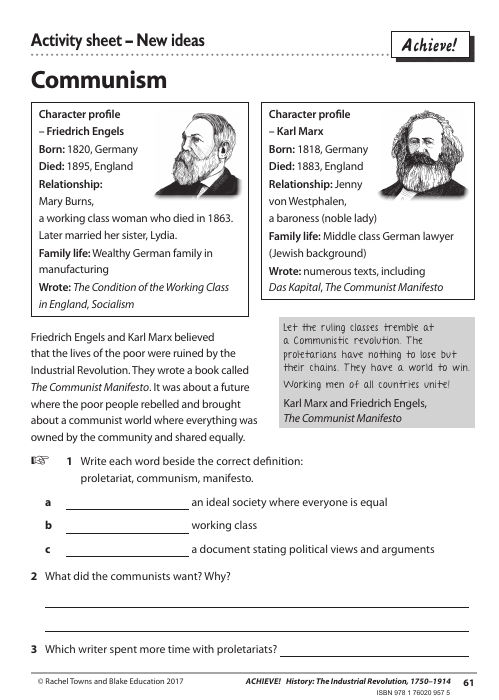 Activity sheet – New ideas
Achieve!
Communism
Character profile
– Friedrich Engels
Born: 1820, Germany
Died: 1895, England
Relationship:
Mary Burns,
a working class woman who died in 1863.
Later married her sister, Lydia.
Family life: Wealthy German family in
manufacturing
Wrote: The Condition of the Working Class
in England, Socialism
Character profile
– Karl Marx
Born: 1818, Germany
Died: 1883, England
Relationship: Jenny
von Westphalen,
a baroness (noble lady)
Family life: Middle class German lawyer
(Jewish background)
Wrote: numerous texts, including
Das Kapital, The Communist Manifesto
Friedrich Engels and Karl Marx believed
that the lives of the poor were ruined by the
Industrial Revolution. They wrote a book called
The Communist Manifesto. It was about a future
where the poor people rebelled and brought
about a communist world where everything was
owned by the community and shared equally.
Let the ruling classes tremble at
a Communistic revolution. The
proletarians have nothing to lose but
their chains. They have a world to win.
Working men of all countries unite!
Karl Marx and Friedrich Engels,
The Communist Manifesto
1 Write each word beside the correct definition:
proletariat, communism, manifesto.
a an ideal society where everyone is equal
b working class
c a document stating political views and arguments
2 What did the communists want? Why?
3 Which writer spent more time with proletariats?
© Rachel Towns and Blake Education 2017
ACHIEVE! History: The Industrial Revolution, 1750–1914 61
ISBN 978 1 76020 957 5